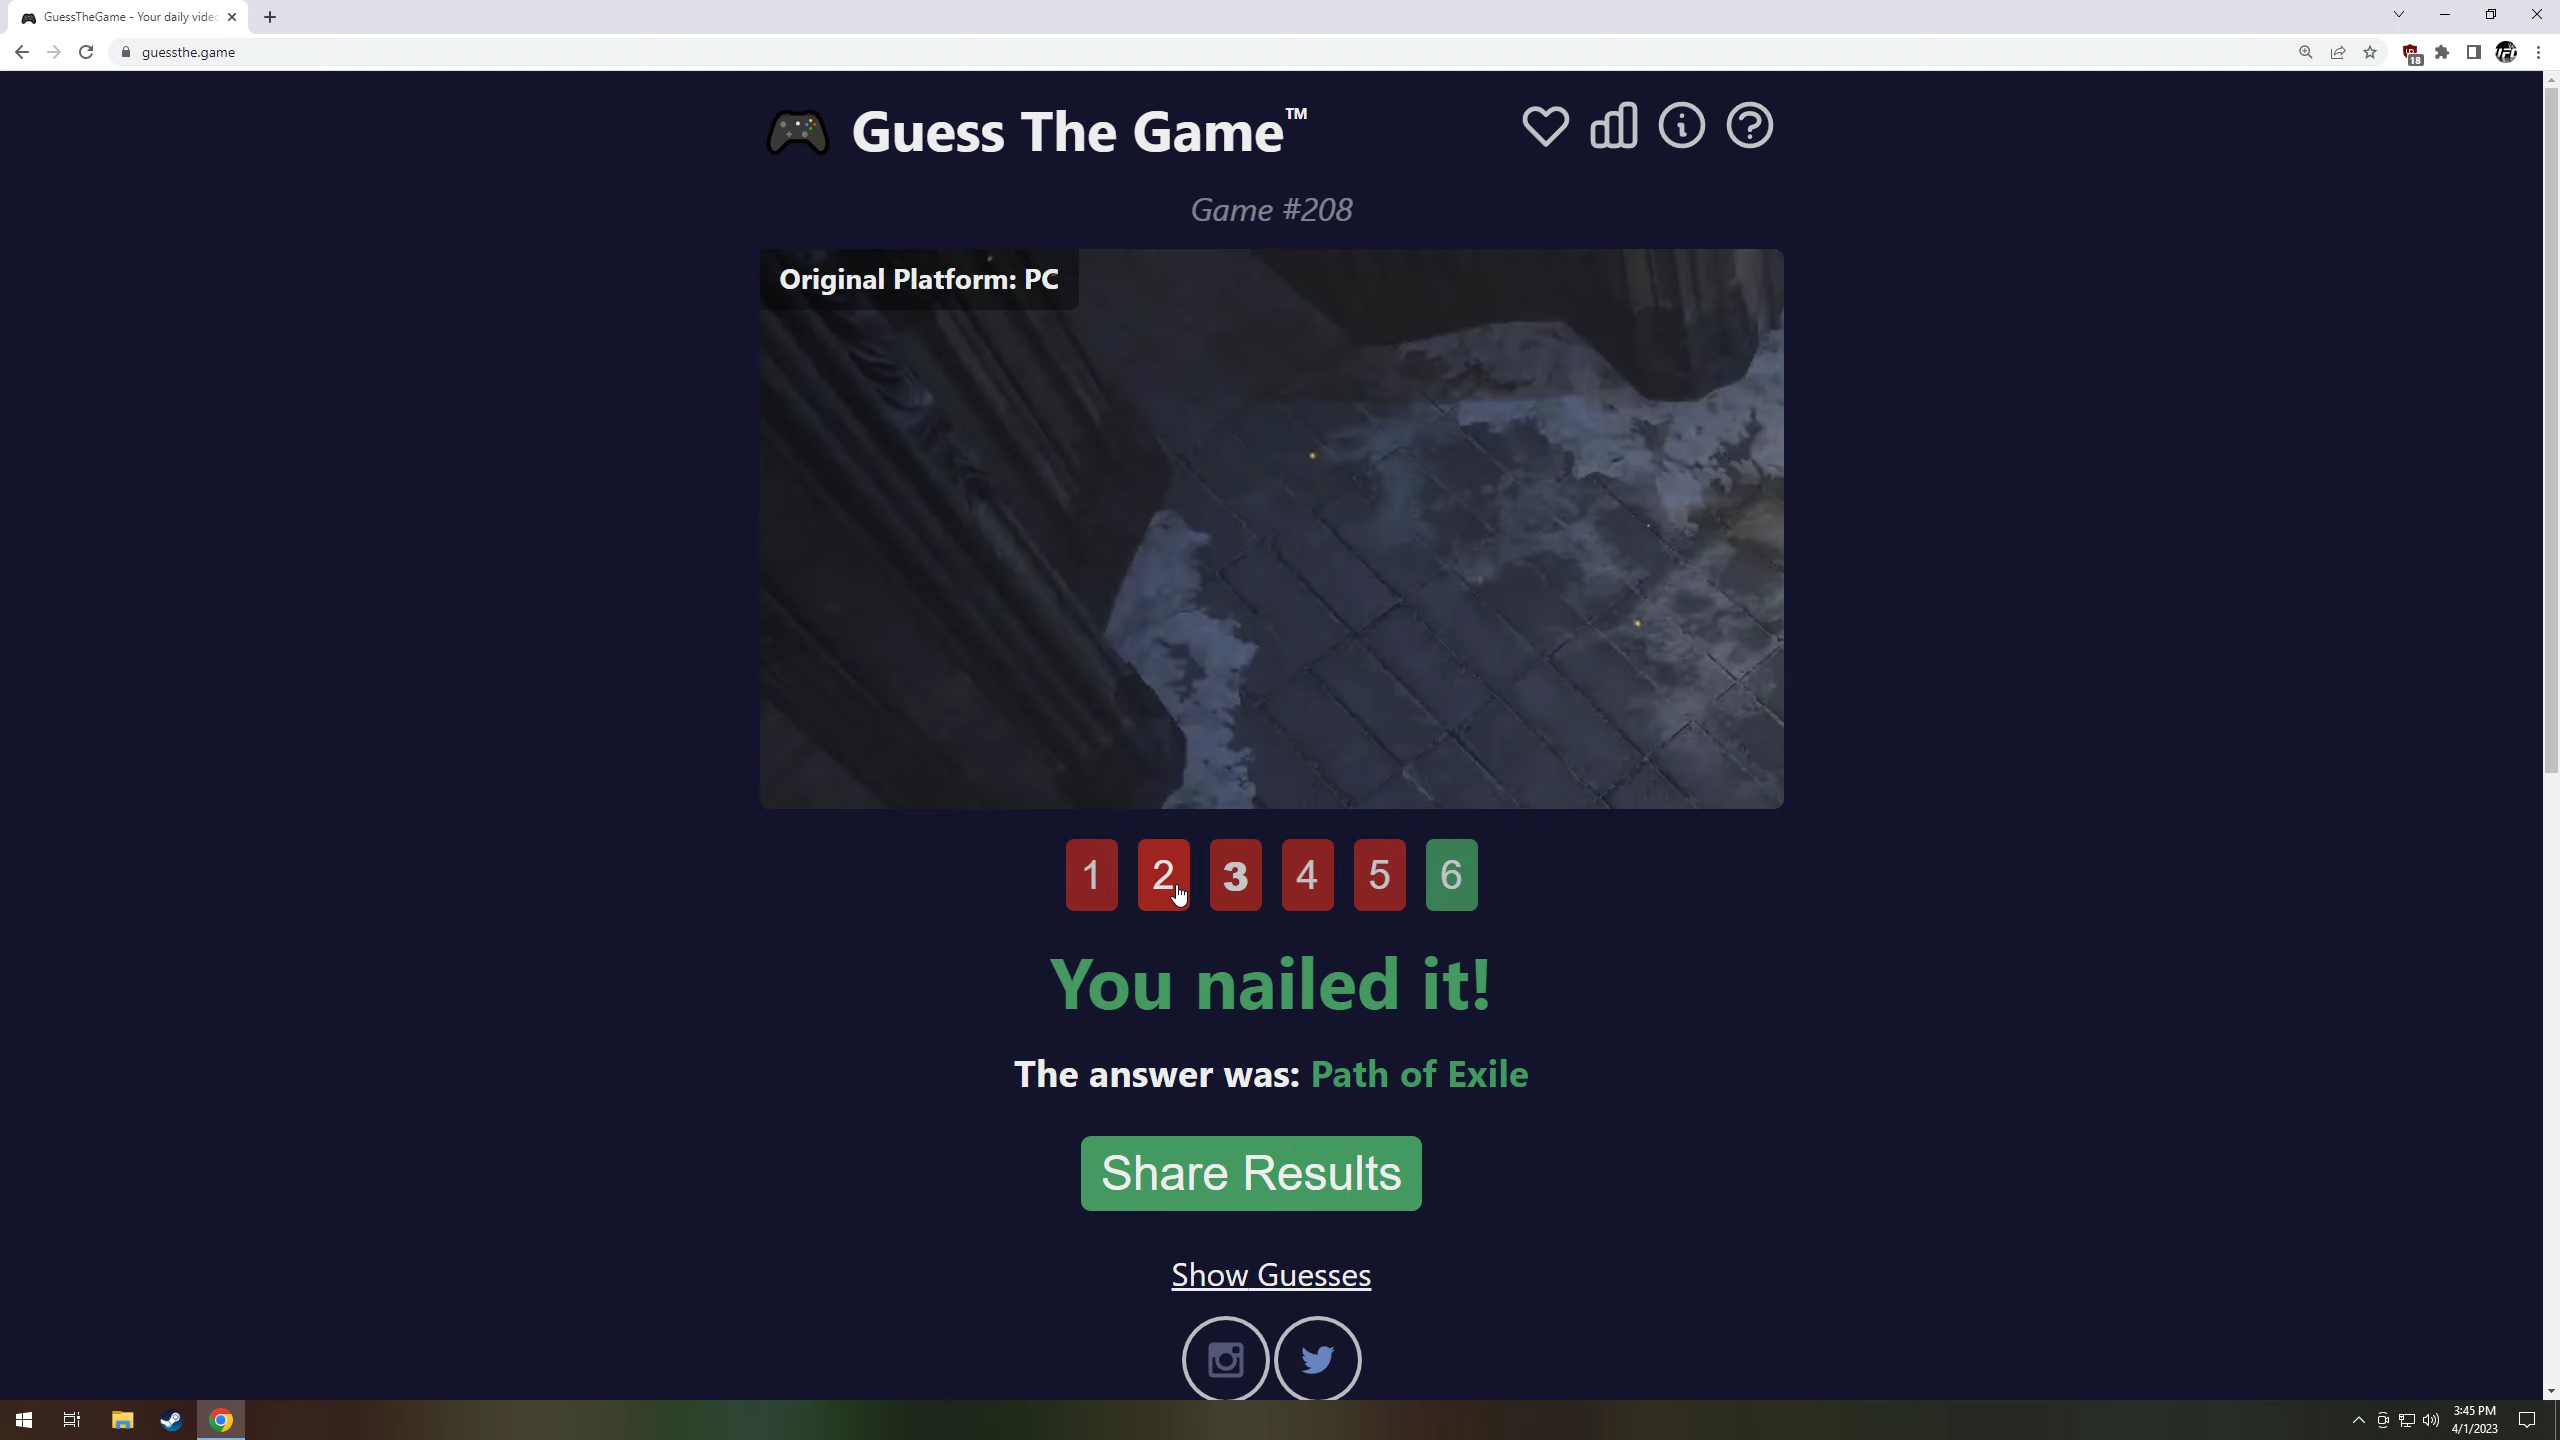 GuessTheGame - Your daily video
guessthe.game
18
Guess The Game™
Game #208
Original Platform: PC
1 2 3 4 5 6
You nailed it!
The answer was: Path of Exile
Share Results
Show Guesses
3:45 PM
4/1/2023